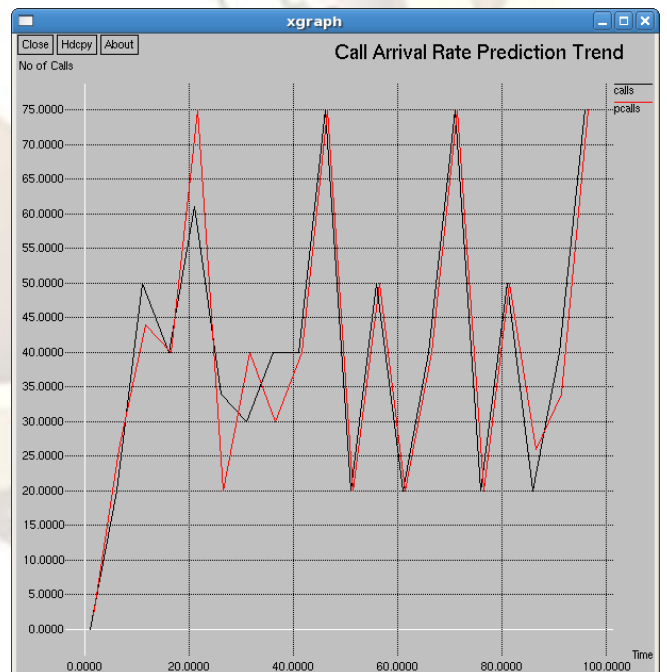 xgraph
Close Hdcpy About
Call Arrival Rate Prediction Trend
No of Calls
calls
pcalls
75.0000
70.0000
65.0000
60.0000
55.0000
50.0000
45.0000
40.0000
35.0000
30.0000
25.0000
20.0000
15.0000
10.0000
5.0000
0.0000
Time
0.0000 20.0000 40.0000 60.0000 80.0000 100.0000